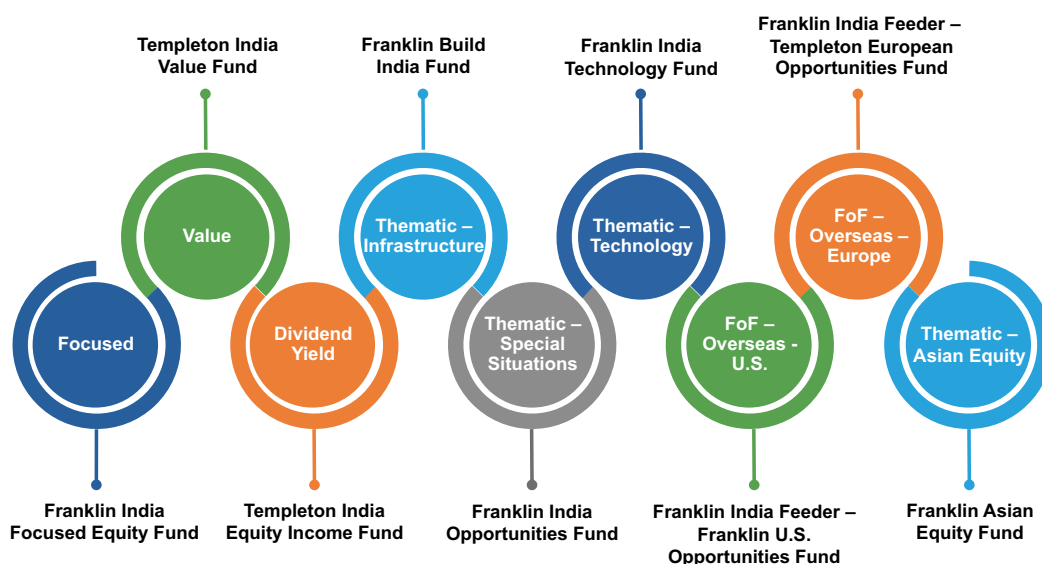 Templeton India
Value Fund
Franklin Build
India Fund
Franklin India
Technology Fund
Franklin India Feeder –
Templeton European
Opportunities Fund
Value
Thematic –
Infrastructure
Thematic –
Technology
FoF –
Overseas –
Europe
Focused
Dividend
Yield
Thematic –
Special
Situations
FoF –
Overseas -
U.S.
Thematic –
Asian Equity
Franklin India
Focused Equity Fund
Templeton India
Equity Income Fund
Franklin India
Opportunities Fund
Franklin India Feeder –
Franklin U.S.
Opportunities Fund
Franklin Asian
Equity Fund